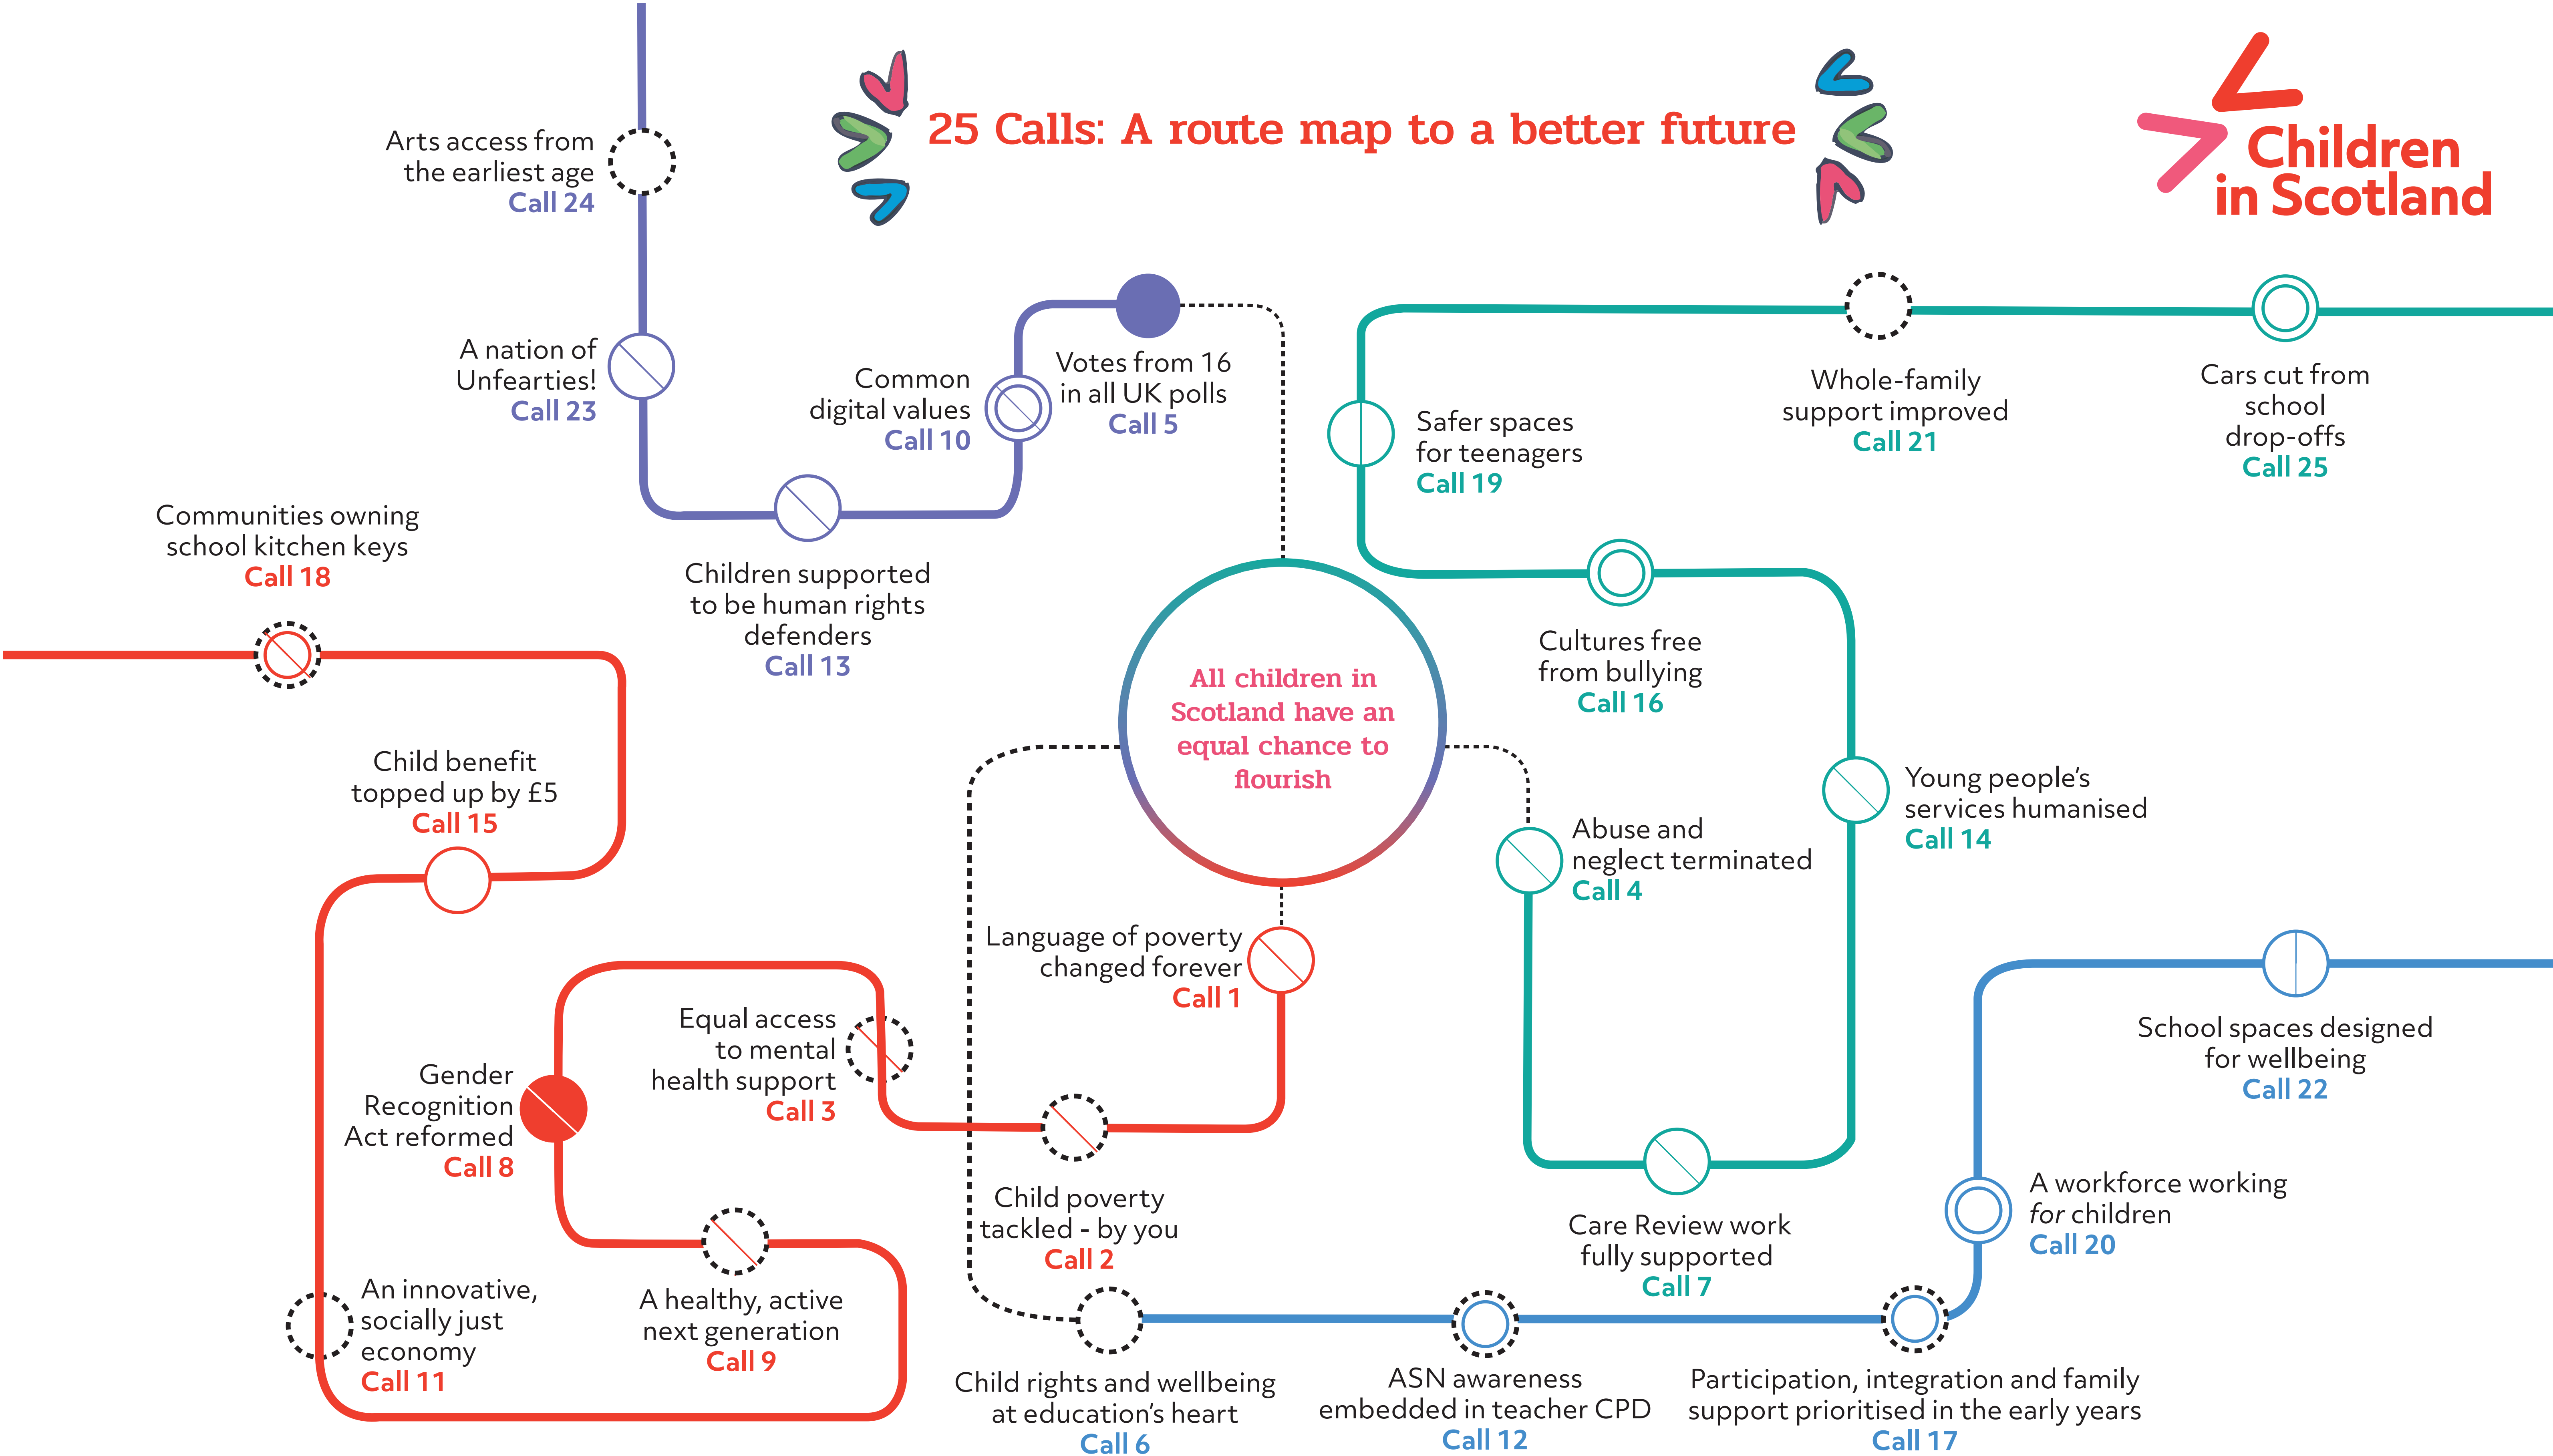 25 Calls: A route map to a better future
Children
in Scotland
Arts access from
the earliest age
Call 24
A nation of
Unfearties!
Call 23
Common
digital values
Call 10
Votes from 16
in all UK polls
Call 5
Children supported
to be human rights
defenders
Call 13
Safer spaces
for teenagers
Call 19
Whole-family
support improved
Call 21
Cars cut from
school
drop-offs
Call 25
Communities owning
school kitchen keys
Call 18
Cultures free
from bullying
Call 16
All children in
Scotland have an
equal chance to
flourish
Young people’s
services humanised
Call 14
Child benefit
topped up by £5
Call 15
Abuse and
neglect terminated
Call 4
Language of poverty
changed forever
Call 1
Equal access
to mental
health support
Call 3
Gender
Recognition
Act reformed
Call 8
School spaces designed
for wellbeing
Call 22
Child poverty
tackled - by you
Call 2
Care Review work
fully supported
Call 7
A workforce working
for children
Call 20
An innovative,
socially just
economy
Call 11
A healthy, active
next generation
Call 9
Child rights and wellbeing
at education’s heart
Call 6
ASN awareness
embedded in teacher CPD
Call 12
Participation, integration and family
support prioritised in the early years
Call 17